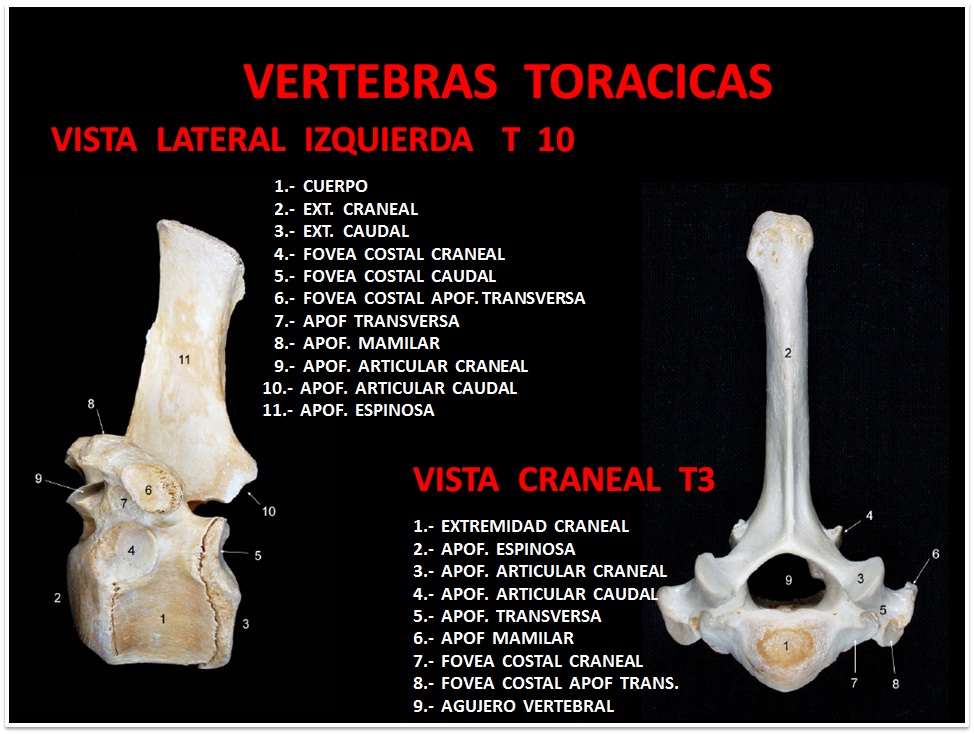 VERTEBRAS TORACICAS
VISTA LATERAL IZQUIERDA T 10
1.- CUERPO
2.- EXT. CRANEAL
3.- EXT. CAUDAL
4.- FOVEA COSTAL CRANEAL
5.- FOVEA COSTAL CAUDAL
6.- FOVEA COSTAL APOF. TRANSVERSA
7.- APOF TRANSVERSA
8.- APOF. MAMILAR
9.- APOF. ARTICULAR CRANEAL
10.- APOF. ARTICULAR CAUDAL
11.- APOF. ESPINOSA
11
8
9
6
7
10
4
5
2
1
3
VISTA CRANEAL T3
1.- EXTREMIDAD CRANEAL
2.- APOF. ESPINOSA
3.- APOF. ARTICULAR CRANEAL
4.- APOF. ARTICULAR CAUDAL
5.- APOF. TRANSVERSA
6.- APOF MAMILAR
7.- FOVEA COSTAL CRANEAL
8.- FOVEA COSTAL APOF TRANS.
9.- AGUJERO VERTEBRAL
2
4
6
9
3
5
1
7
8